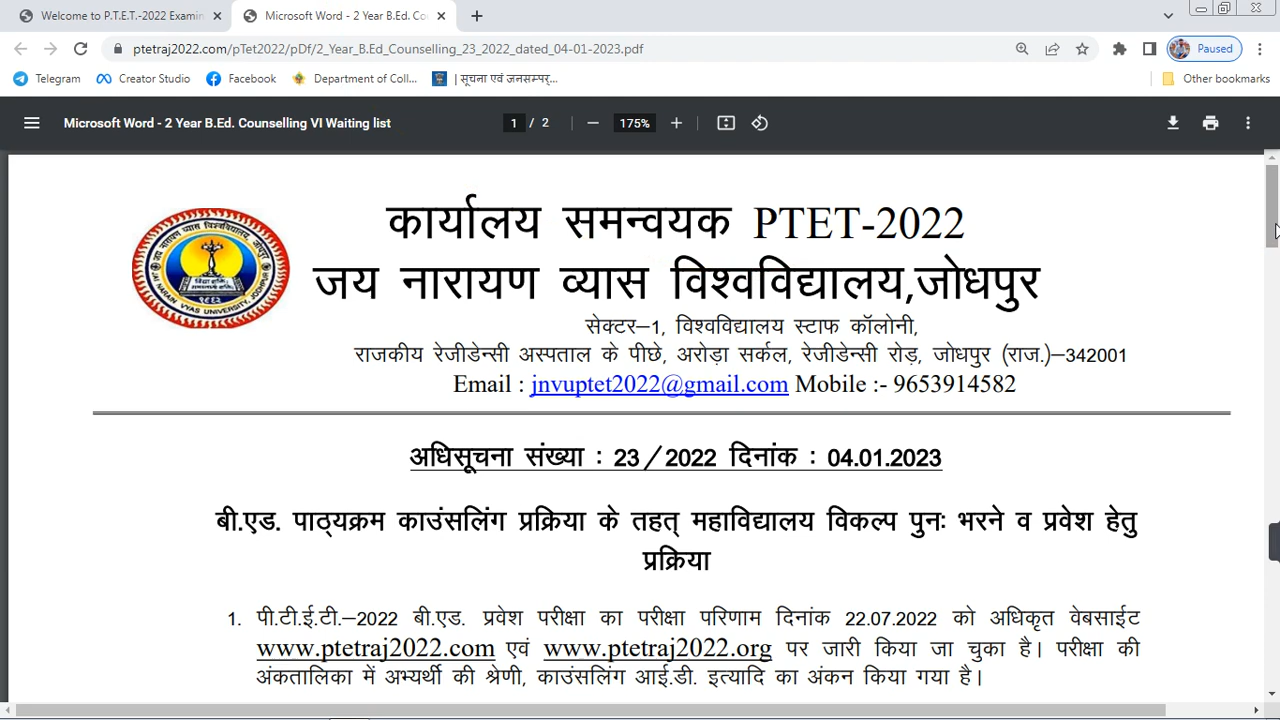 Welcome to P.T.E.T.-2022 Examin
Microsoft Word - 2 Year B.Ed. Co
ptetraj2022.com/pTet2022/pDf/2_Year_B.Ed_Counselling_23_2022_dated_04-01-2023.pdf
Paused
Telegram
Creator Studio
Facebook
Department of Coll...
| सूचना एवं जनसम्पर्...
Other bookmarks
Microsoft Word - 2 Year B.Ed. Counselling VI Waiting list
1 / 2
175%
कार्यालय समन्वयक PTET-2022
जय नारायण व्यास विश्वविद्यालय,जोधपुर
सेक्टर–1, विश्वविद्यालय स्टाफ कॉलोनी,
राजकीय रेजीडेन्सी अस्पताल के पीछे, अरोड़ा सर्कल, रेजीडेन्सी रोड़, जोधपुर (राज.)–342001
Email : jnvuptet2022@gmail.com Mobile :- 9653914582
अधिसूचना संख्या : 23/2022 दिनांक : 04.01.2023
बी.एड. पाठ्यक्रम काउंसलिंग प्रक्रिया के तहत् महाविद्यालय विकल्प पुनः भरने व प्रवेश हेतु
प्रक्रिया
1. पी.टी.ई.टी.–2022 बी.एड. प्रवेश परीक्षा का परीक्षा परिणाम दिनांक 22.07.2022 को अधिकृत वेबसाईट
www.ptetraj2022.com एवं www.ptetraj2022.org पर जारी किया जा चुका है। परीक्षा की
अंकतालिका में अभ्यर्थी की श्रेणी, काउंसलिंग आई.डी. इत्यादि का अंकन किया गया है।